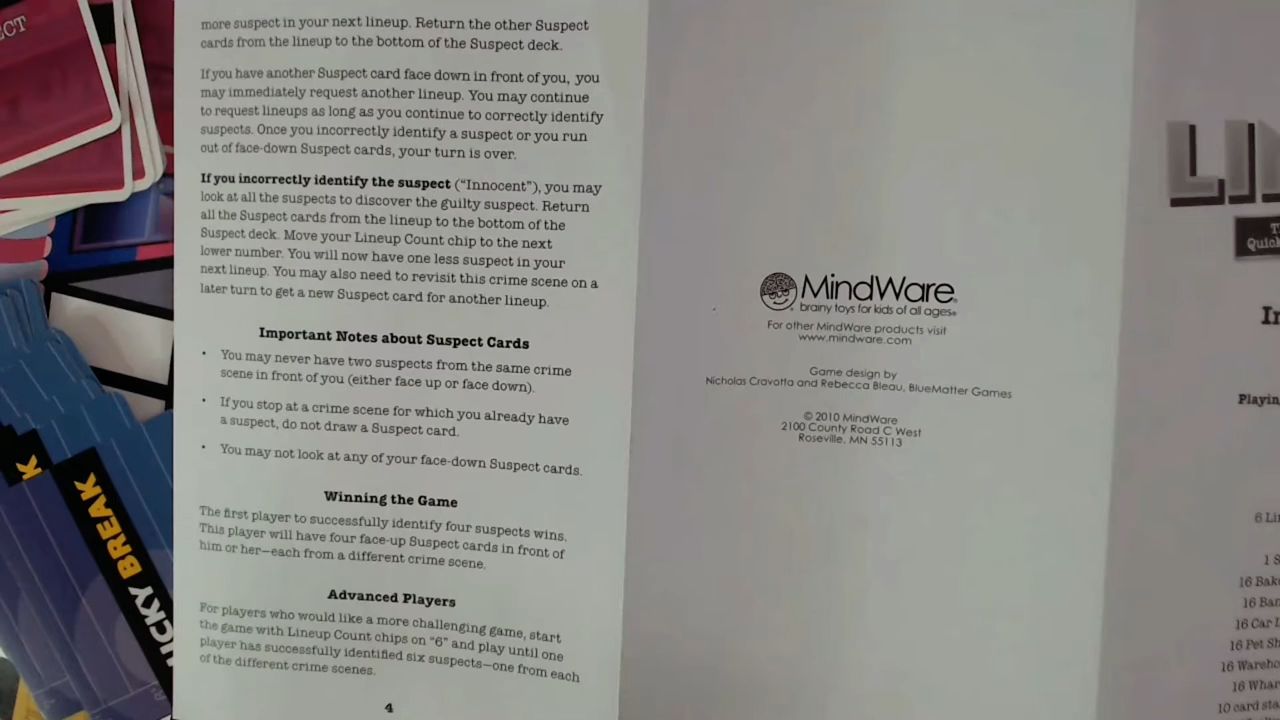 ECT
more suspect in your next lineup. Return the other Suspect
cards from the lineup to the bottom of the Suspect deck.
If you have another Suspect card face down in front of you, you
may immediately request another lineup. You may continue
to request lineups as long as you continue to correctly identify
suspects. Once you incorrectly identify a suspect or you run
out of face-down Suspect cards, your turn is over.
If you incorrectly identify the suspect ("Innocent"), you may
look at all the suspects to discover the guilty suspect. Return
all the Suspect cards from the lineup to the bottom of the
Suspect deck. Move your Lineup Count chip to the next
lower number. You will now have one less suspect in your
next lineup. You may also need to revisit this crime scene on a
later turn to get a new Suspect card for another lineup.
Important Notes about Suspect Cards
• You may never have two suspects from the same crime
scene in front of you (either face up or face down).
• If you stop at a crime scene for which you already have
a suspect, do not draw a Suspect card.
• You may not look at any of your face-down Suspect cards.
Winning the Game
The first player to successfully identify four suspects wins.
This player will have four face-up Suspect cards in front of
him or her—each from a different crime scene.
Advanced Players
For players who would like a more challenging game, start
the game with Lineup Count chips on "6" and play until one
player has successfully identified six suspects—one from each
of the different crime scenes.
4
K
UCKY BREAK
MindWare®
brainy toys for kids of all ages®
For other MindWare products visit
www.mindware.com
Game design by
Nicholas Cravotta and Rebecca Bleau, BlueMatter Games
© 2010 MindWare
2100 County Road C West
Roseville, MN 55113
LIN
T
Quick
In
Playin
6 Lin
1 S
16 Bak
16 Ban
16 Car
16 Pet Sh
16 Wareho
16 Whar
10 card sta